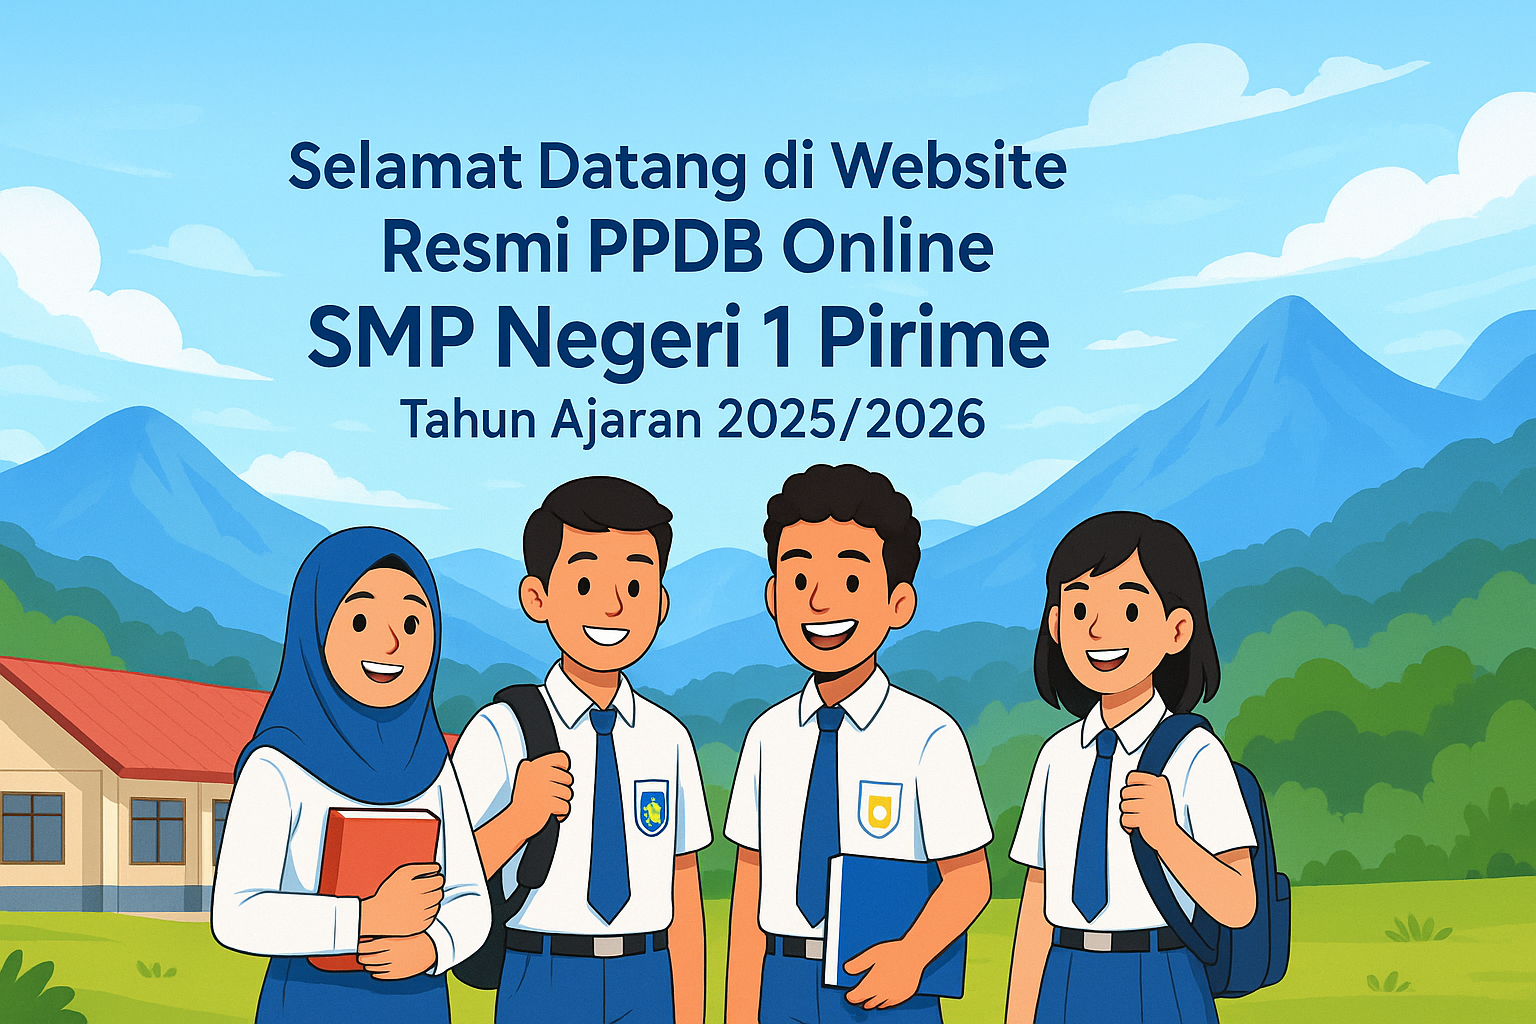 Selamat Datang di Website
Resmi PPDB Online
SMP Negeri 1 Pirime
Tahun Ajaran 2025/2026